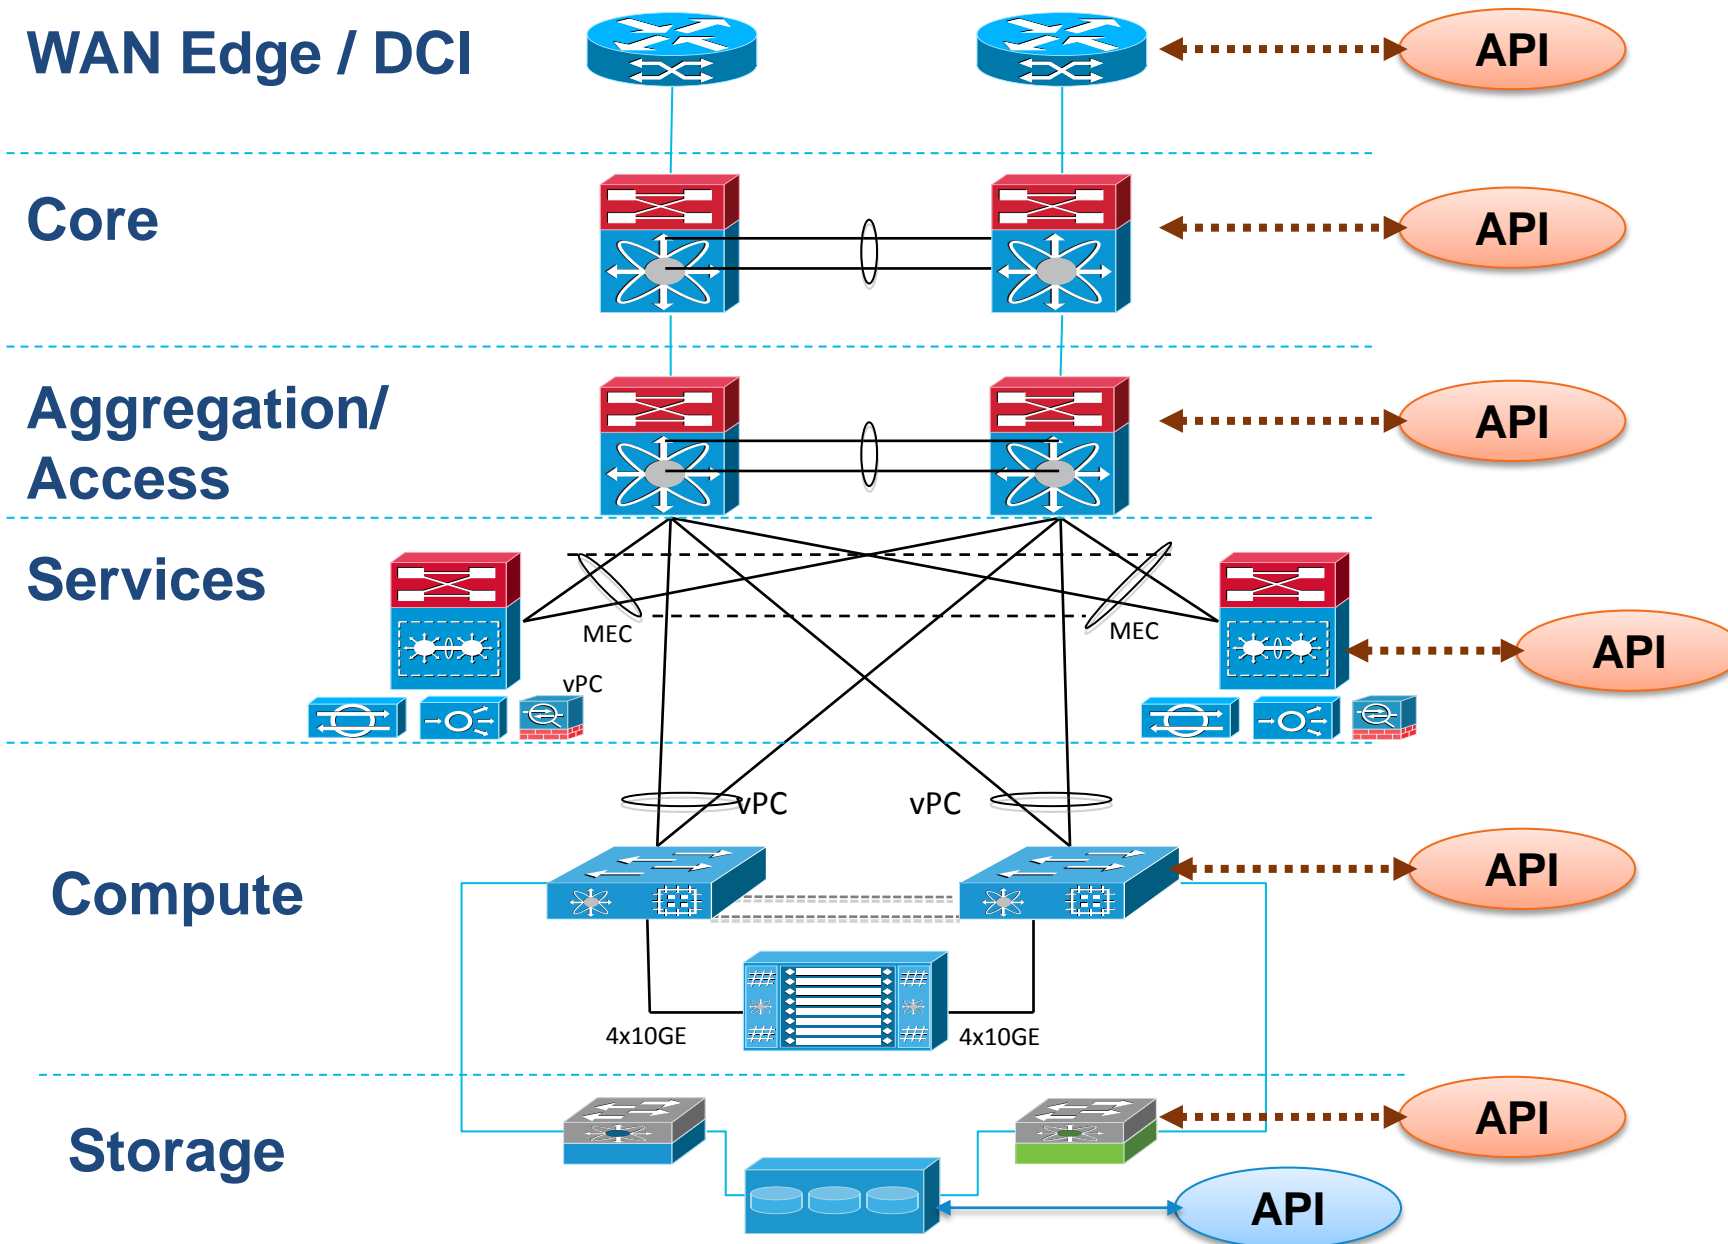 WAN Edge / DCI
API
Core
API
Aggregation/
Access
API
Services
MEC
MEC
API
vPC
vPC
vPC
Compute
API
4x10GE
4x10GE
Storage
API
API